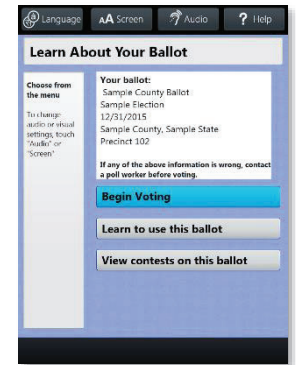 Language
AA Screen
Audio
? Help
Learn About Your Ballot
Choose from
the menu
To change
audio or visual
settings, touch
"Audio" or
"Screen"
Your ballot:
Sample County Ballot
Sample Election
12/31/2015
Sample County, Sample State
Precinct 102
If any of the above information is wrong, contact
a poll worker before voting.
Begin Voting
Learn to use this ballot
View contests on this ballot